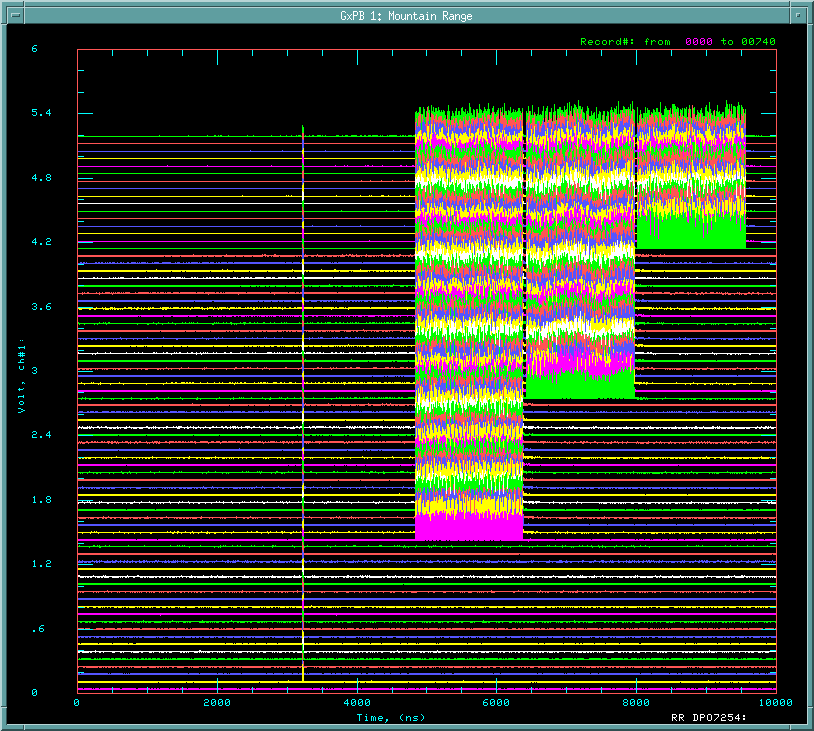 GxPB 1: Mountain Range
Record#: from 0000 to 00740
6
5.4
4.8
4.2
3.6
3
2.4
1.8
1.2
.6
0
Volt, ch#1:
0 2000 4000 6000 8000 10000
Time, (ns)
RR DPO7254: